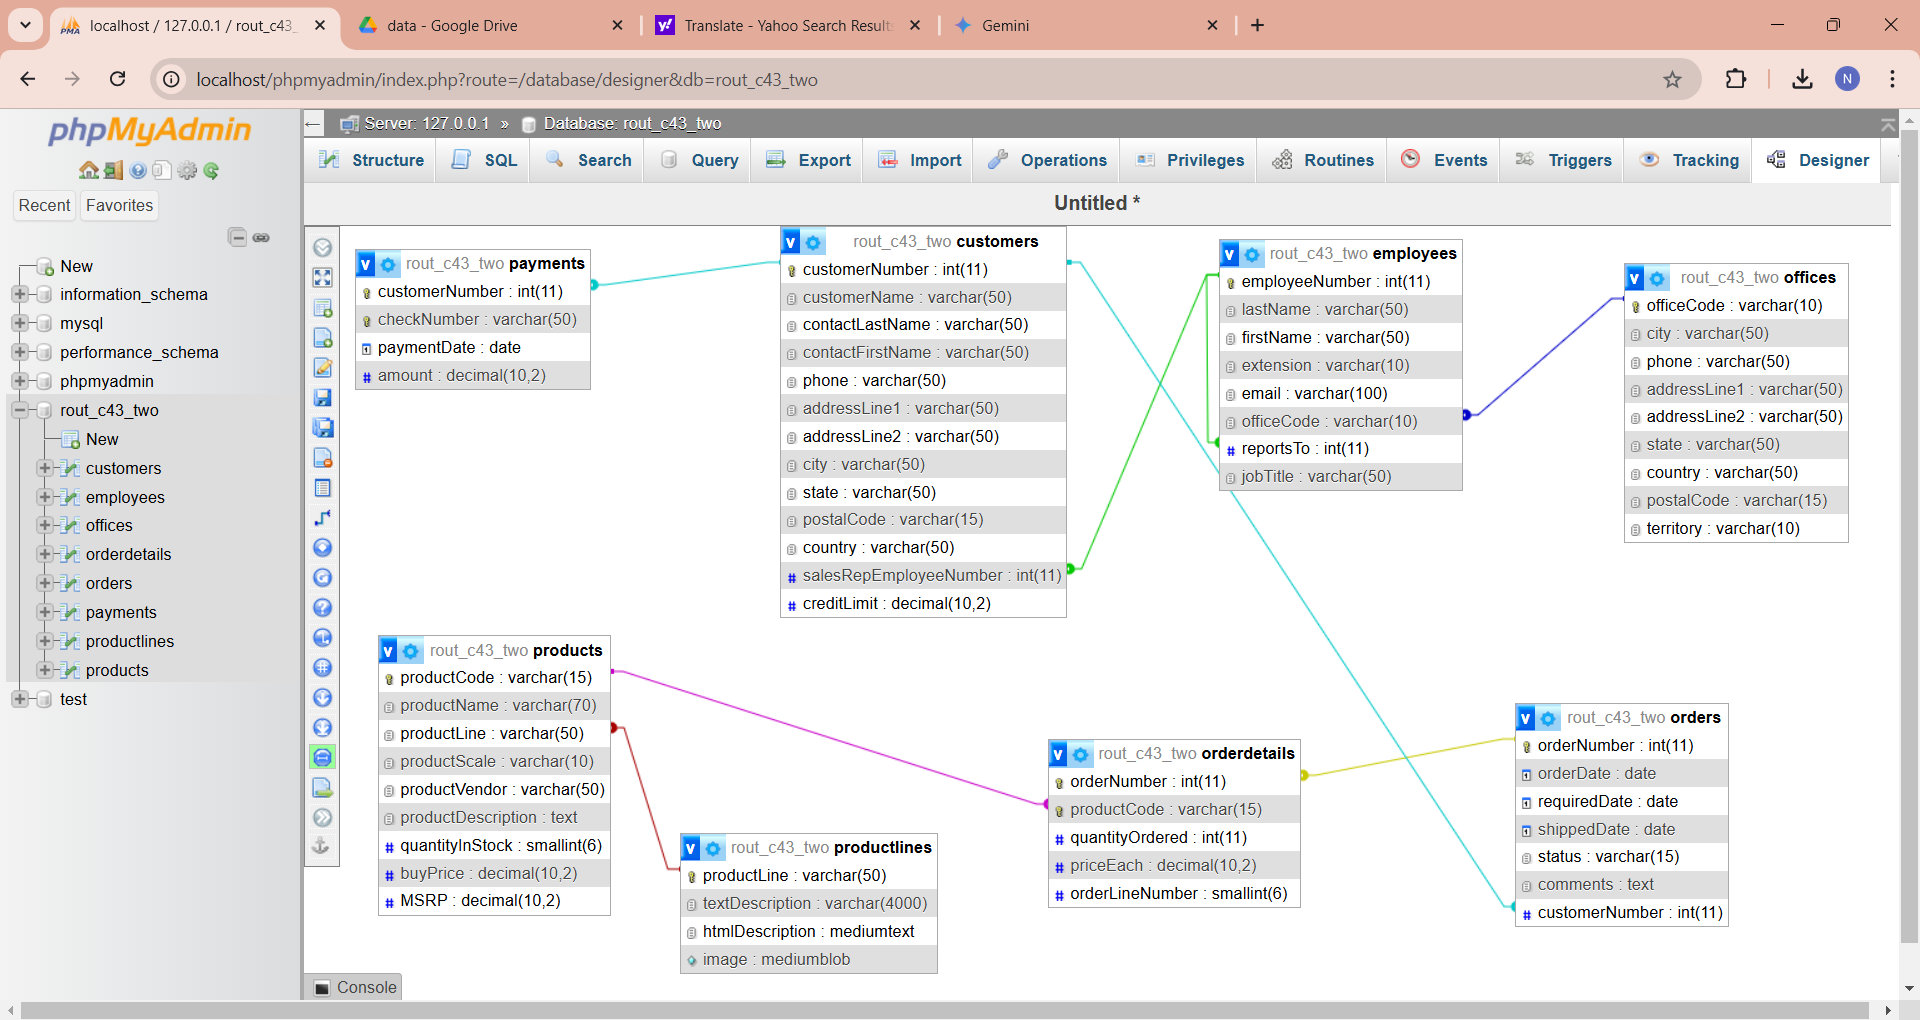 localhost / 127.0.0.1 / rout_c43_
data - Google Drive
Translate - Yahoo Search Results
Gemini
localhost/phpmyadmin/index.php?route=/database/designer&db=rout_c43_two
N
phpMyAdmin
Recent
Favorites
New
information_schema
mysql
performance_schema
phpmyadmin
rout_c43_two
New
customers
employees
offices
orderdetails
orders
payments
productlines
products
test
Server: 127.0.0.1 » Database: rout_c43_two
Structure
SQL
Search
Query
Export
Import
Operations
Privileges
Routines
Events
Triggers
Tracking
Designer
Untitled *
v rout_c43_two payments
customerNumber : int(11)
checkNumber : varchar(50)
paymentDate : date
# amount : decimal(10,2)
v rout_c43_two customers
customerNumber : int(11)
customerName : varchar(50)
contactLastName : varchar(50)
contactFirstName : varchar(50)
phone : varchar(50)
addressLine1 : varchar(50)
addressLine2 : varchar(50)
city : varchar(50)
state : varchar(50)
postalCode : varchar(15)
country : varchar(50)
# salesRepEmployeeNumber : int(11)
# creditLimit : decimal(10,2)
v rout_c43_two employees
employeeNumber : int(11)
lastName : varchar(50)
firstName : varchar(50)
extension : varchar(10)
email : varchar(100)
officeCode : varchar(10)
# reportsTo : int(11)
jobTitle : varchar(50)
v rout_c43_two offices
officeCode : varchar(10)
city : varchar(50)
phone : varchar(50)
addressLine1 : varchar(50)
addressLine2 : varchar(50)
state : varchar(50)
country : varchar(50)
postalCode : varchar(15)
territory : varchar(10)
v rout_c43_two products
productCode : varchar(15)
productName : varchar(70)
productLine : varchar(50)
productScale : varchar(10)
productVendor : varchar(50)
productDescription : text
# quantityInStock : smallint(6)
# buyPrice : decimal(10,2)
# MSRP : decimal(10,2)
v rout_c43_two productlines
productLine : varchar(50)
textDescription : varchar(4000)
htmlDescription : mediumtext
image : mediumblob
v rout_c43_two orderdetails
orderNumber : int(11)
productCode : varchar(15)
# quantityOrdered : int(11)
# priceEach : decimal(10,2)
# orderLineNumber : smallint(6)
v rout_c43_two orders
orderNumber : int(11)
orderDate : date
requiredDate : date
shippedDate : date
status : varchar(15)
comments : text
# customerNumber : int(11)
Console